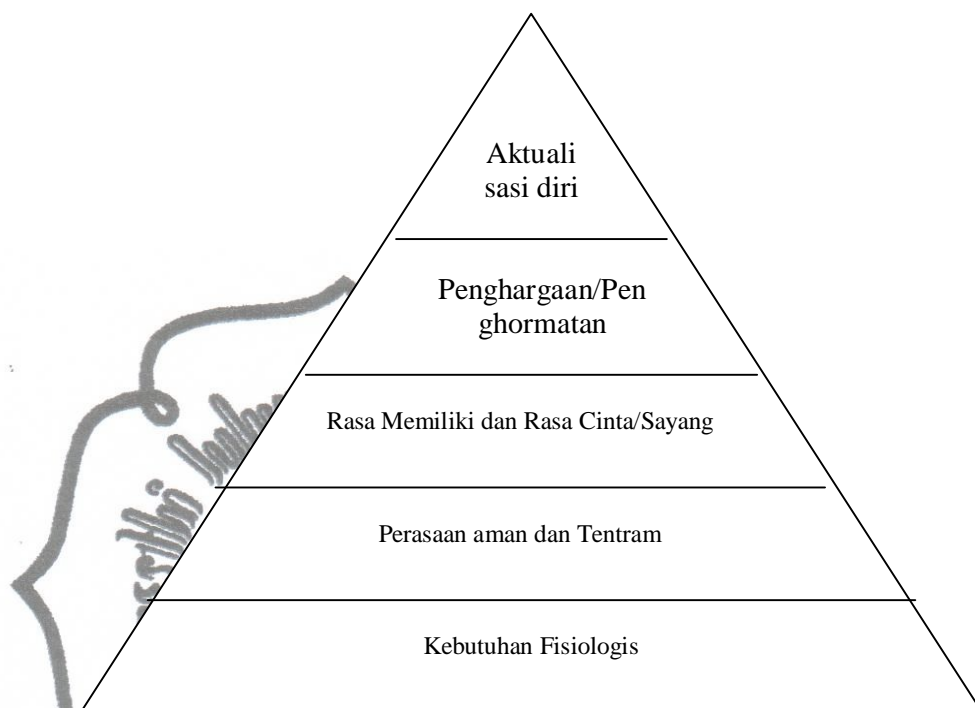 Aktuali
sasi diri
Penghargaan/Pen
ghormatan
Rasa Memiliki dan Rasa Cinta/Sayang
Perasaan aman dan Tentram
Kebutuhan Fisiologis